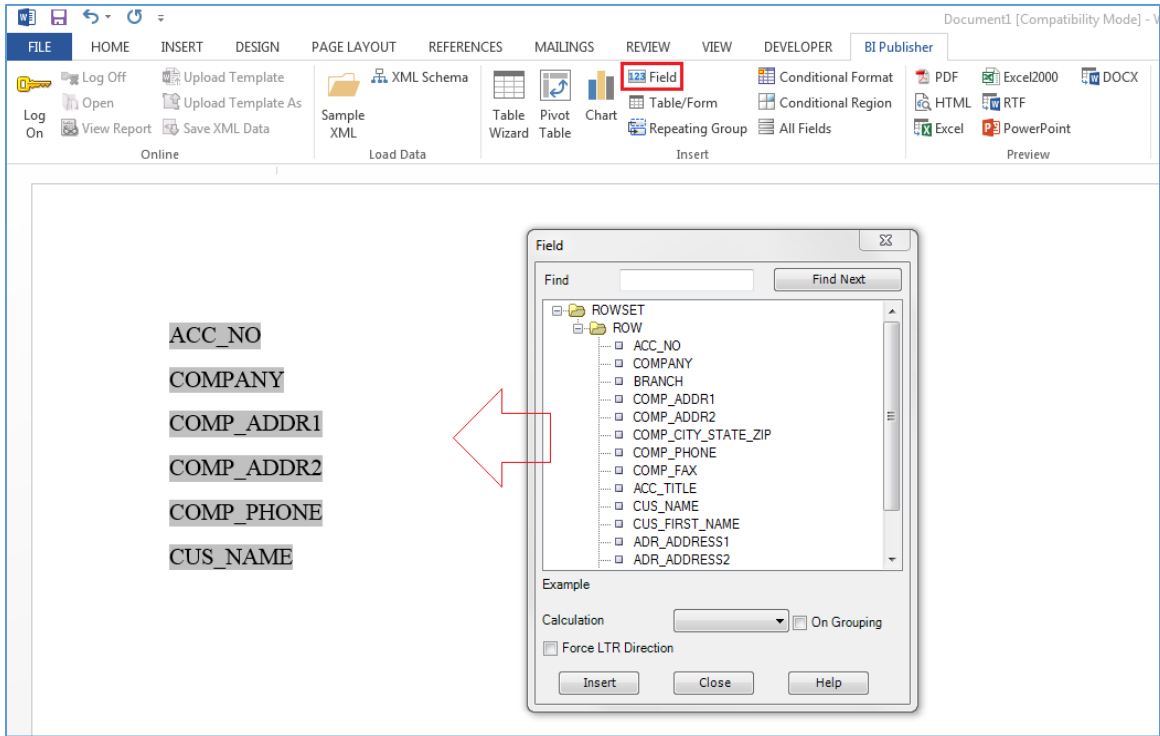 Document1 [Compatibility Mode] -
FILE HOME INSERT DESIGN PAGE LAYOUT REFERENCES MAILINGS REVIEW VIEW DEVELOPER BI Publisher
Log Off Upload Template XML Schema 123 Field Conditional Format PDF Excel2000 DOCX
Open Upload Template As Table/Form Conditional Region HTML RTF
Log On View Report Save XML Data Sample XML Table Wizard Pivot Table Chart Repeating Group All Fields Excel PowerPoint
Online Load Data Insert Preview
Field
Find Find Next
ROWSET
ROW
ACC_NO
COMPANY
BRANCH
COMP_ADDR1
COMP_ADDR2
COMP_CITY_STATE_ZIP
COMP_PHONE
COMP_FAX
ACC_TITLE
CUS_NAME
CUS_FIRST_NAME
ADR_ADDRESS1
ADR_ADDRESS2
Example
Calculation On Grouping
Force LTR Direction
Insert Close Help
ACC_NO
COMPANY
COMP_ADDR1
COMP_ADDR2
COMP_PHONE
CUS_NAME